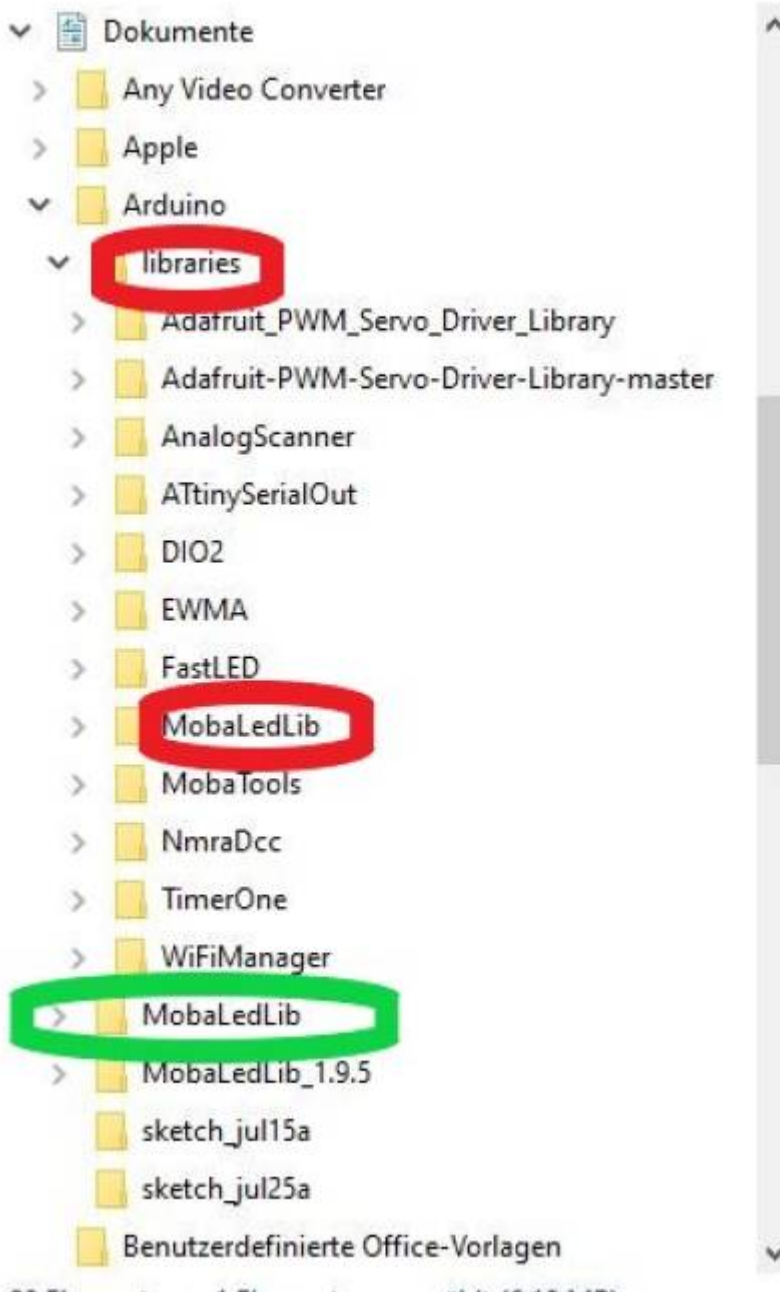 Dokumente
Any Video Converter
Apple
Arduino
libraries
Adafruit_PWM_Servo_Driver_Library
Adafruit-PWM-Servo-Driver-Library-master
AnalogScanner
ATtinySerialOut
DIO2
EWMA
FastLED
MobaLedLib
MobaTools
NmraDcc
TimerOne
WiFiManager
MobaLedLib
MobaLedLib_1.9.5
sketch_jul15a
sketch_jul25a
Benutzerdefinierte Office-Vorlagen